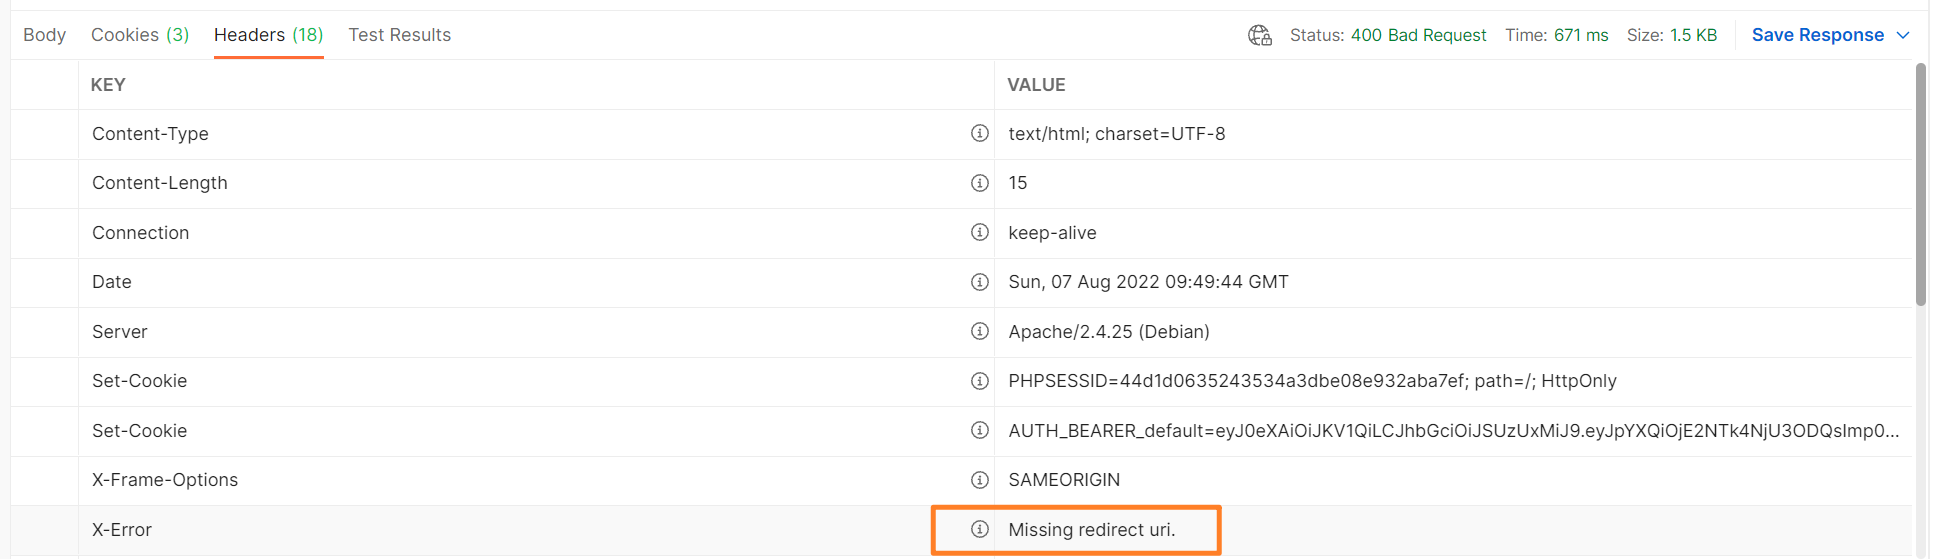 Body Cookies (3) Headers (18) Test Results Status: 400 Bad Request Time: 671 ms Size: 1.5 KB Save Response
KEY VALUE
Content-Type text/html; charset=UTF-8
Content-Length 15
Connection keep-alive
Date Sun, 07 Aug 2022 09:49:44 GMT
Server Apache/2.4.25 (Debian)
Set-Cookie PHPSESSID=44d1d0635243534a3dbe08e932aba7ef; path=/; HttpOnly
Set-Cookie AUTH_BEARER_default=eyJ0eXAiOiJKV1QiLCJhbGciOiJSUzUxMiJ9.eyJpYXQiOjE2NTk4NjU3ODQsImp0...
X-Frame-Options SAMEORIGIN
X-Error Missing redirect uri.